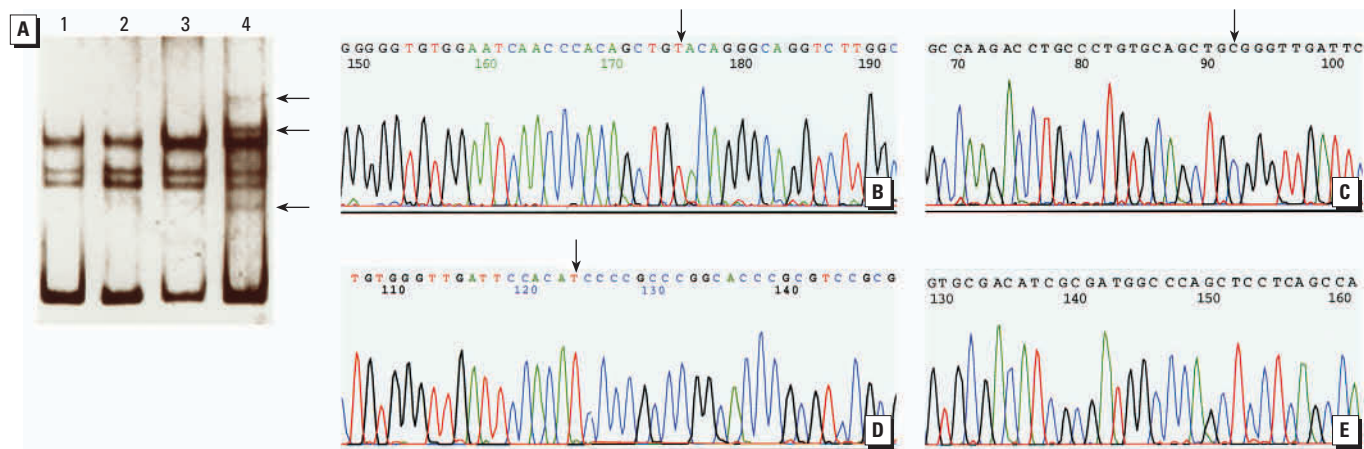 A
1 2 3 4
GGGGGTGTGGAATCAACCCACAGCTGTACAGGGCAGGTCTTGGC
150 160 170 180 190
B
GCCAAGACCTGCCCTGTGCAGCTGCGGGTTGATTC
70 80 90 100
C
TGTGGGTTGATTCCACATCCCCGCCCGGCACCCGCGTCCGCG
110 120 130 140
D
GTGCGACATCGCGATGGCCCAGCTCCTCAGCCA
130 140 150 160
E